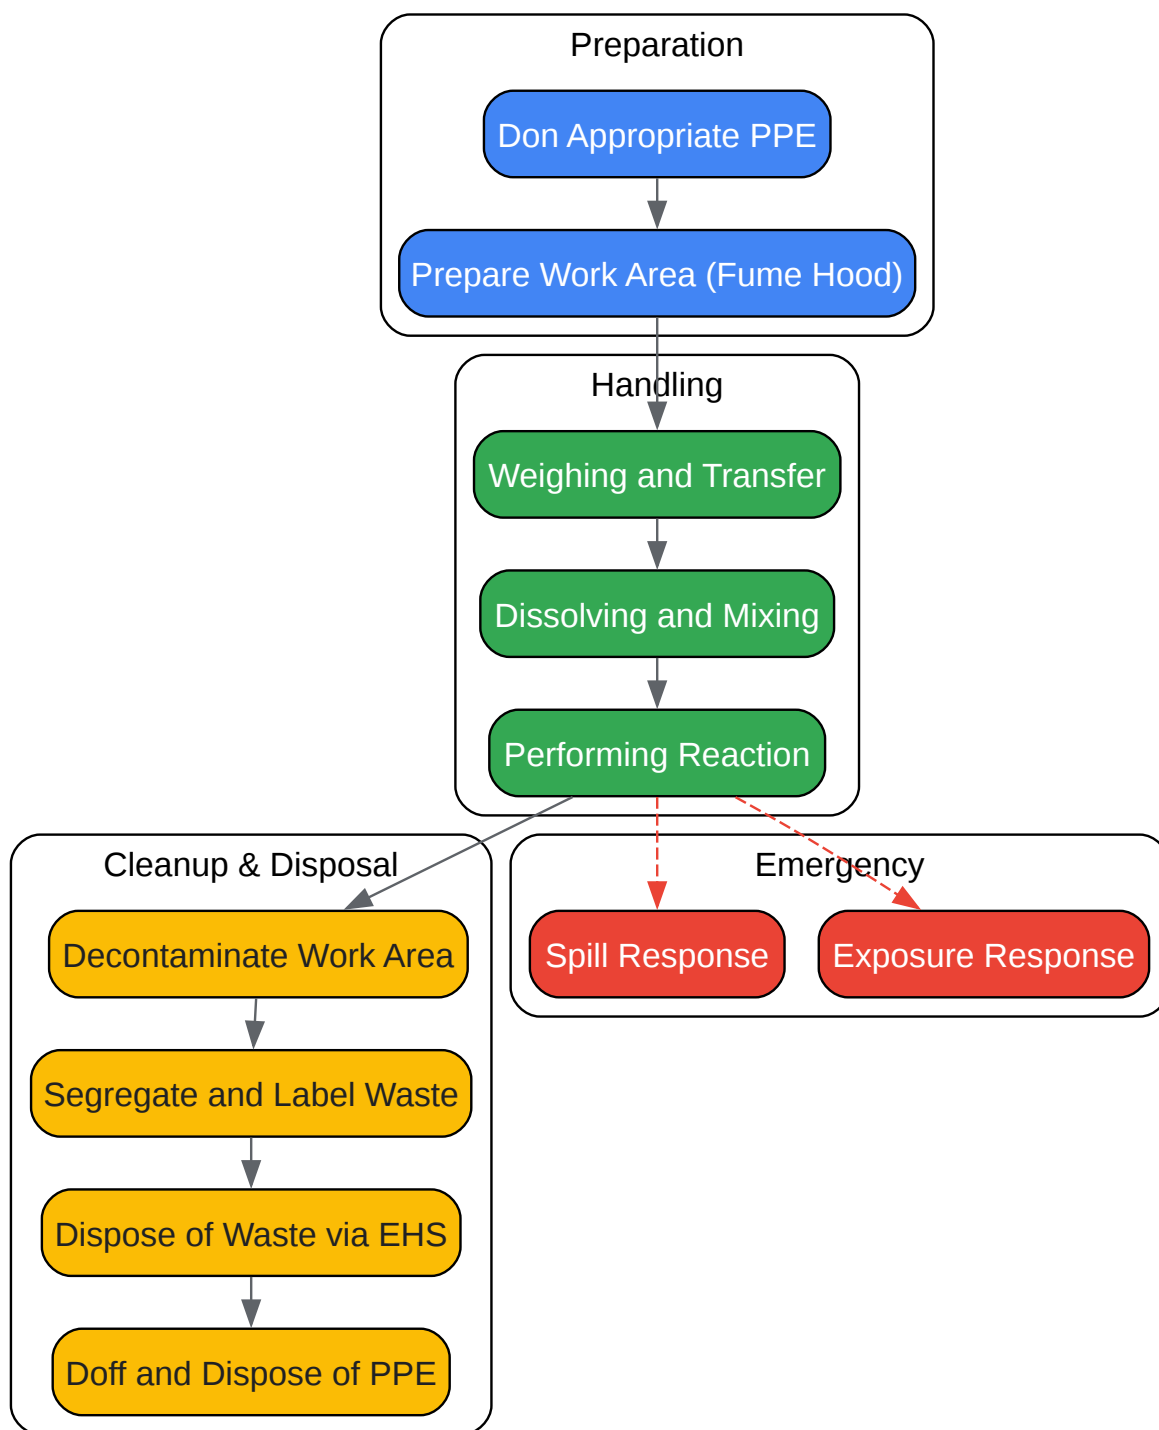 Preparation
Don Appropriate PPE
Prepare Work Area (Fume Hood)
Handling
Weighing and Transfer
Dissolving and Mixing
Performing Reaction
Cleanup & Disposal
Decontaminate Work Area
Segregate and Label Waste
Dispose of Waste via EHS
Doff and Dispose of PPE
Emergency
Spill Response
Exposure Response